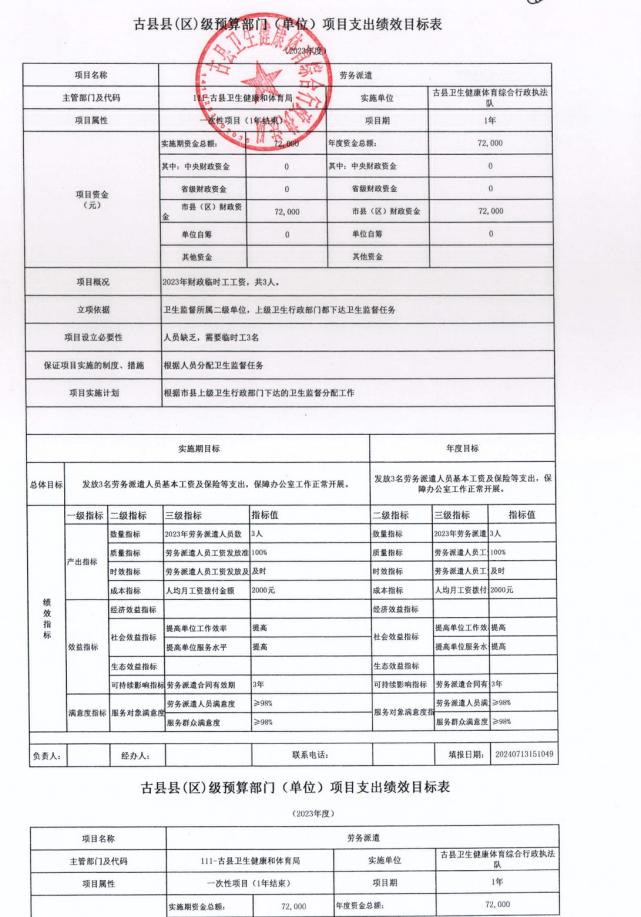 古县县(区)级预算部门（单位）项目支出绩效目标表
（2023年度）
项目名称 劳务派遣
主管部门及代码 111-古县卫生健康和体育局 实施单位 古县卫生健康体育综合行政执法队
项目属性 一次性项目（1年结束） 项目期 1年
项目资金（元） 实施期资金总额： 72,000 年度资金总额： 72,000
其中：中央财政资金 0 其中：中央财政资金 0
省级财政资金 0 省级财政资金 0
市县（区）财政资金 72,000 市县（区）财政资金 72,000
单位自筹 0 单位自筹 0
其他资金 其他资金
项目概况 2023年财政临时工工资，共3人。
立项依据 卫生监督所属二级单位，上级卫生行政部门都下达卫生监督任务
项目设立必要性 人员缺乏，需要临时工3名
保证项目实施的制度、措施 根据人员分配卫生监督任务
项目实施计划 根据市县上级卫生行政部门下达的卫生监督分配工作
实施期目标 年度目标
总体目标 发放3名劳务派遣人员基本工资及保险等支出，保障办公室工作正常开展。 发放3名劳务派遣人员基本工资及保险等支出，保障办公室工作正常开展。
绩效指标 一级指标 二级指标 三级指标 指标值 二级指标 三级指标 指标值
产出指标 数量指标 2023年劳务派遣人员数 3人 数量指标 2023年劳务派遣 3人
质量指标 劳务派遣人员工资发放准 100% 质量指标 劳务派遣人员工 100%
时效指标 劳务派遣人员工资发放及 及时 时效指标 劳务派遣人员工 及时
成本指标 人均月工资拨付金额 2000元 成本指标 人均月工资拨付 2000元
效益指标 经济效益指标 经济效益指标
社会效益指标 提高单位工作效率 提高 社会效益指标 提高单位工作效 提高
提高单位服务水平 提高 提高单位服务水 提高
生态效益指标 生态效益指标
可持续影响指标 劳务派遣合同有效期 3年 可持续影响指标 劳务派遣合同有 3年
满意度指标 服务对象满意度 劳务派遣人员满意度 ≥98% 服务对象满意度指 劳务派遣人员满 ≥98%
服务群众满意度 ≥98% 服务群众满意度 ≥98%
负责人： 经办人： 联系电话： 填报日期： 20240713151049
古县县(区)级预算部门（单位）项目支出绩效目标表
（2023年度）
项目名称 劳务派遣
主管部门及代码 111-古县卫生健康和体育局 实施单位 古县卫生健康体育综合行政执法队
项目属性 一次性项目（1年结束） 项目期 1年
实施期资金总额： 72,000 年度资金总额： 72,000
古县卫生健康体育综合行政执法队